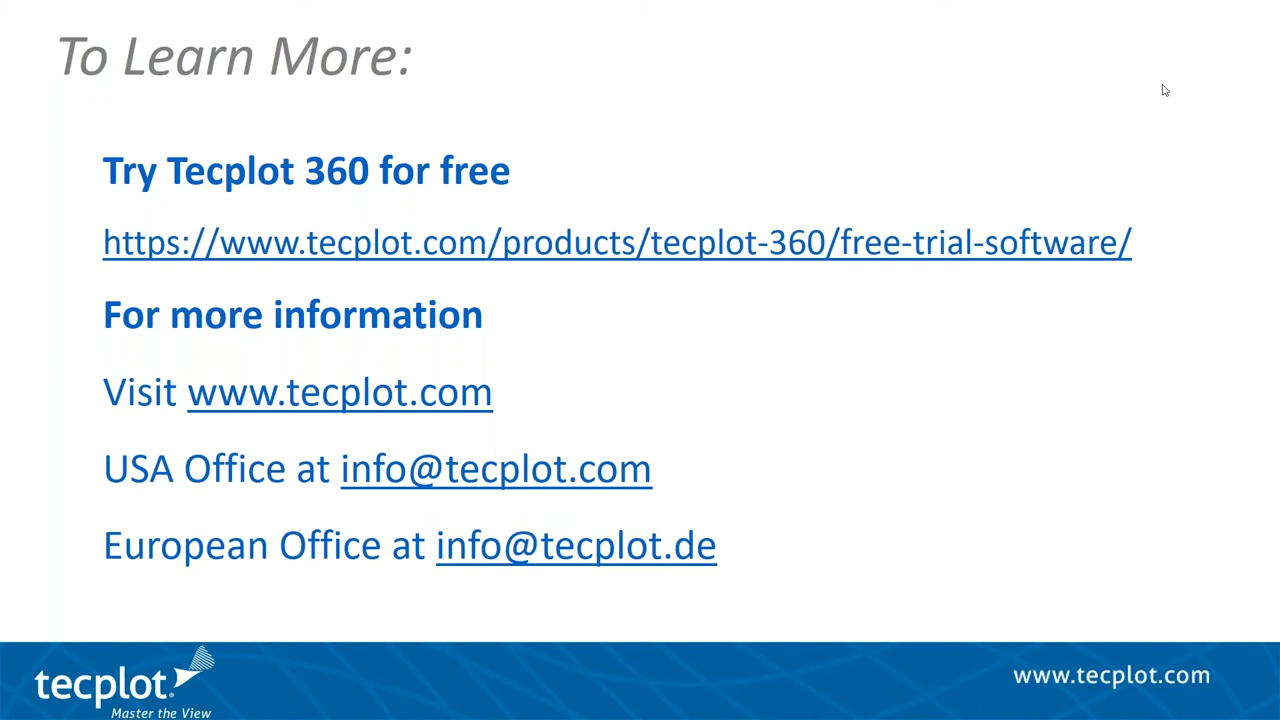 To Learn More:
Try Tecplot 360 for free
https://www.tecplot.com/products/tecplot-360/free-trial-software/
For more information
Visit www.tecplot.com
USA Office at info@tecplot.com
European Office at info@tecplot.de
tecplot®
Master the View
www.tecplot.com